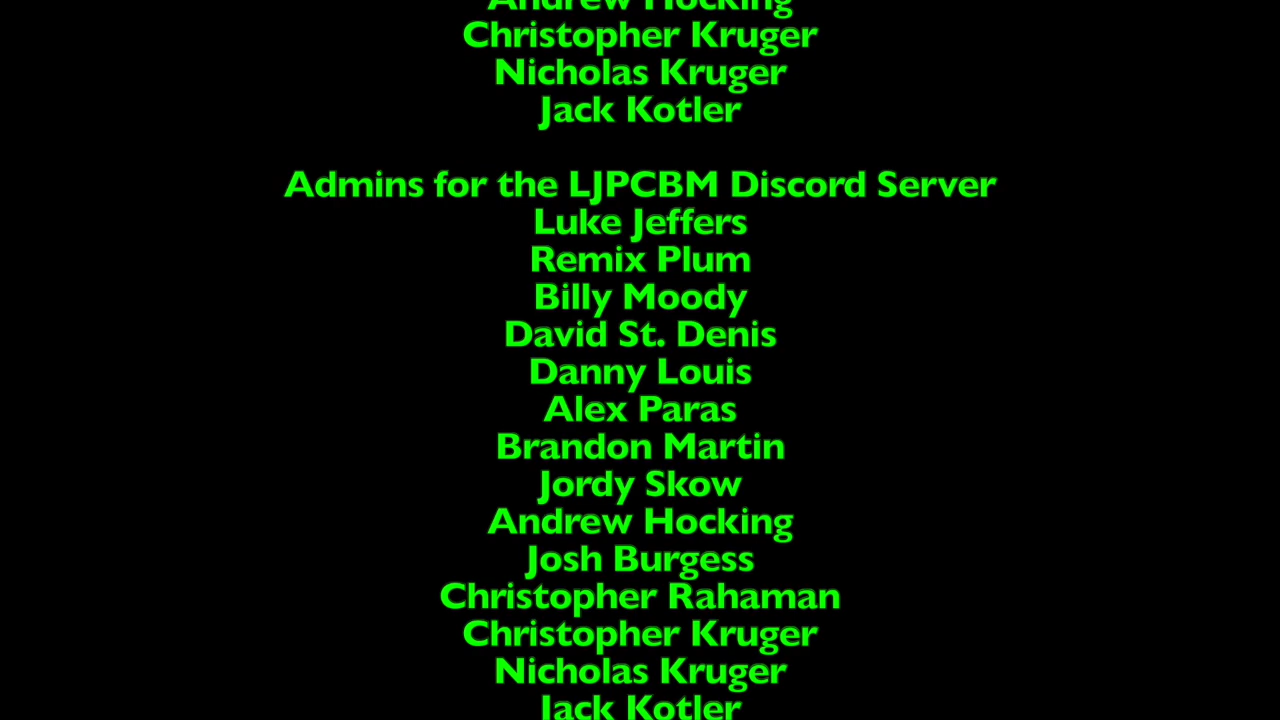 Andrew Hocking
Christopher Kruger
Nicholas Kruger
Jack Kotler
Admins for the LJPCBM Discord Server
Luke Jeffers
Remix Plum
Billy Moody
David St. Denis
Danny Louis
Alex Paras
Brandon Martin
Jordy Skow
Andrew Hocking
Josh Burgess
Christopher Rahaman
Christopher Kruger
Nicholas Kruger
Jack Kotler